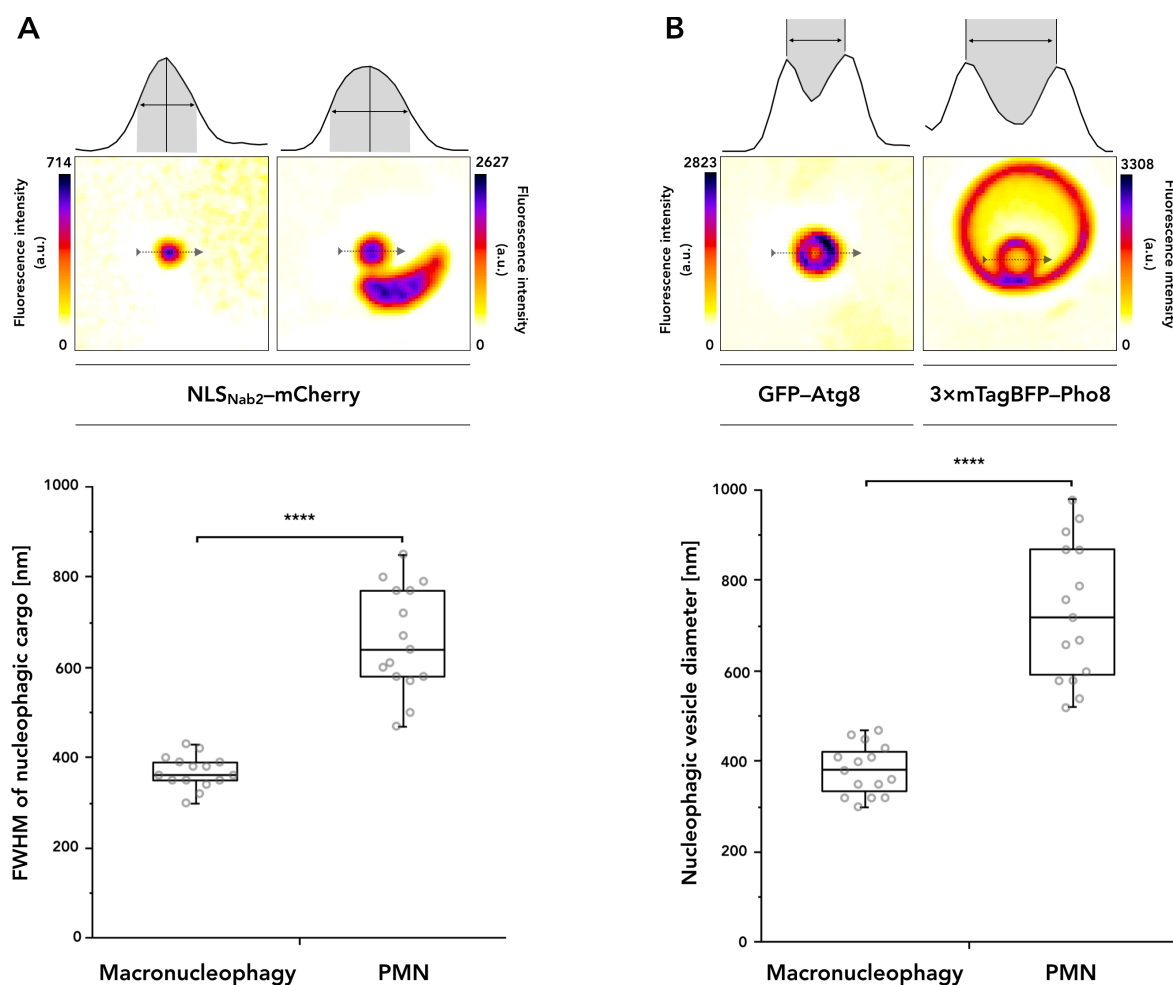 A
714
0
Fluorescence intensity
(a.u.)
2627
0
Fluorescence intensity
(a.u.)
NLSNab2–mCherry
B
2823
0
Fluorescence intensity
(a.u.)
3308
0
Fluorescence intensity
(a.u.)
GFP–Atg8
3×mTagBFP–Pho8
FWHM of nucleophagic cargo [nm]
1000
800
600
400
200
0
****
Macronucleophagy
PMN
Nucleophagic vesicle diameter [nm]
1000
800
600
400
200
0
****
Macronucleophagy
PMN